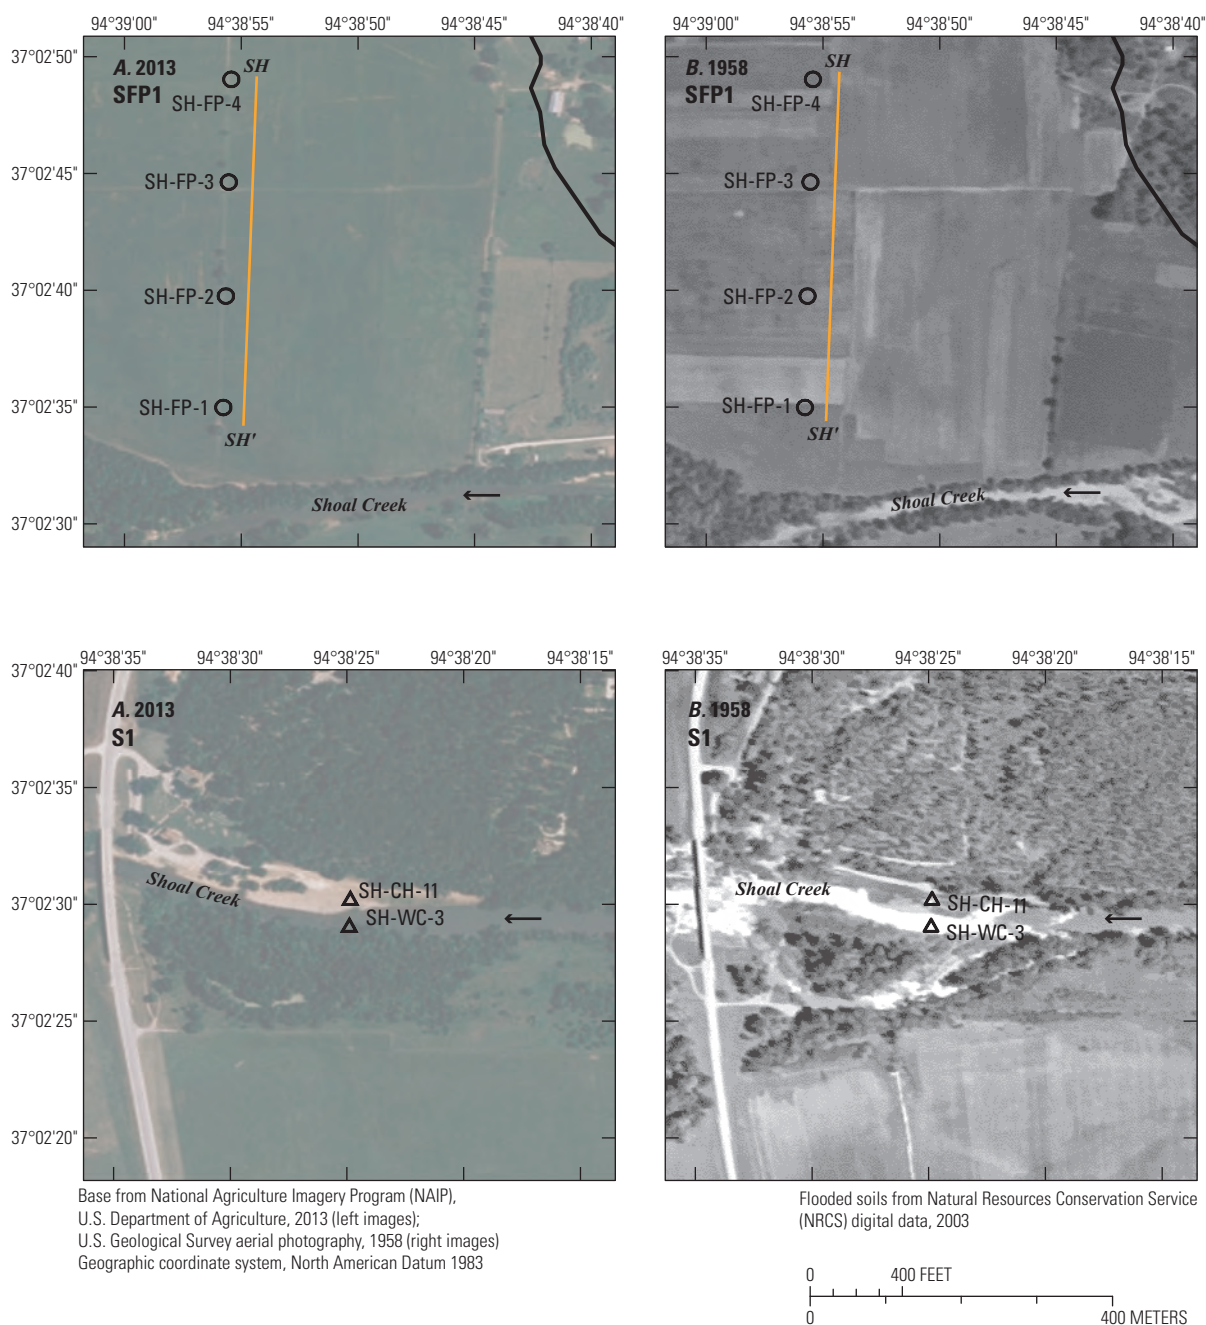 94°39'00" 94°38'55" 94°38'50" 94°38'45" 94°38'40"
94°39'00" 94°38'55" 94°38'50" 94°38'45" 94°38'40"
37°02'50"
37°02'45"
37°02'40"
37°02'35"
37°02'30"
A. 2013
SFP1
SH
SH-FP-4
SH-FP-3
SH-FP-2
SH-FP-1
SH'
Shoal Creek
B. 1958
SFP1
SH
SH-FP-4
SH-FP-3
SH-FP-2
SH-FP-1
SH'
Shoal Creek
94°38'35" 94°38'30" 94°38'25" 94°38'20" 94°38'15"
94°38'35" 94°38'30" 94°38'25" 94°38'20" 94°38'15"
37°02'40"
37°02'35"
37°02'30"
37°02'25"
37°02'20"
A. 2013
S1
Shoal Creek
SH-CH-11
SH-WC-3
B. 1958
S1
Shoal Creek
SH-CH-11
SH-WC-3
Base from National Agriculture Imagery Program (NAIP),
U.S. Department of Agriculture, 2013 (left images);
U.S. Geological Survey aerial photography, 1958 (right images)
Geographic coordinate system, North American Datum 1983
Flooded soils from Natural Resources Conservation Service
(NRCS) digital data, 2003
0 400 FEET
0 400 METERS